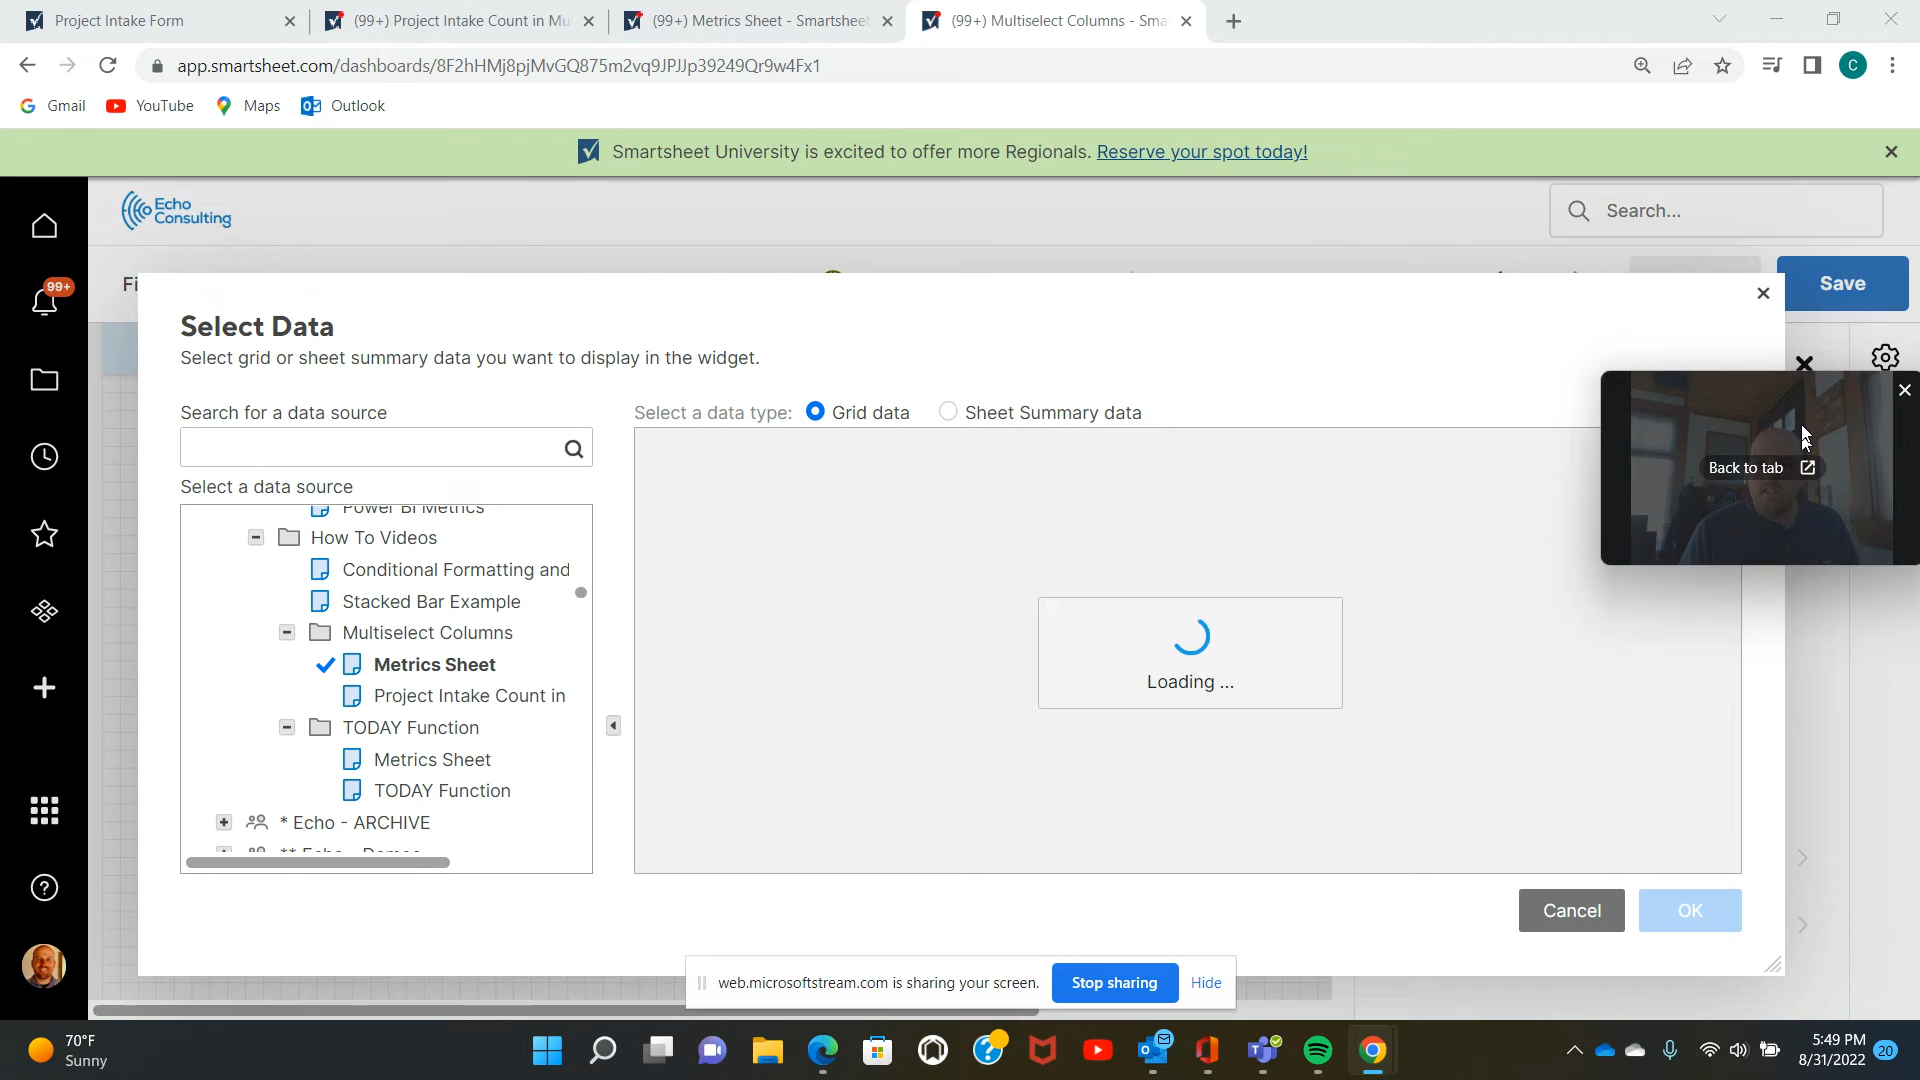 Project Intake Form
(99+) Project Intake Count in Mu
(99+) Metrics Sheet - Smartsheet
(99+) Multiselect Columns - Sma
app.smartsheet.com/dashboards/8F2hHMj8pjMvGQ875m2vq9JPJJp39249Qr9w4Fx1
C
Gmail
YouTube
Maps
Outlook
Smartsheet University is excited to offer more Regionals. Reserve your spot today!
Echo
Consulting
Search...
99+
Fi
Save
Select Data
Select grid or sheet summary data you want to display in the widget.
Search for a data source
Select a data type: Grid data Sheet Summary data
Select a data source
Power BI Metrics
How To Videos
Conditional Formatting and
Stacked Bar Example
Multiselect Columns
Metrics Sheet
Project Intake Count in
TODAY Function
Metrics Sheet
TODAY Function
* Echo - ARCHIVE
** Echo - Demos
Loading ...
Back to tab
Cancel
OK
web.microsoftstream.com is sharing your screen.
Stop sharing
Hide
70°F
Sunny
5:49 PM
8/31/2022
20